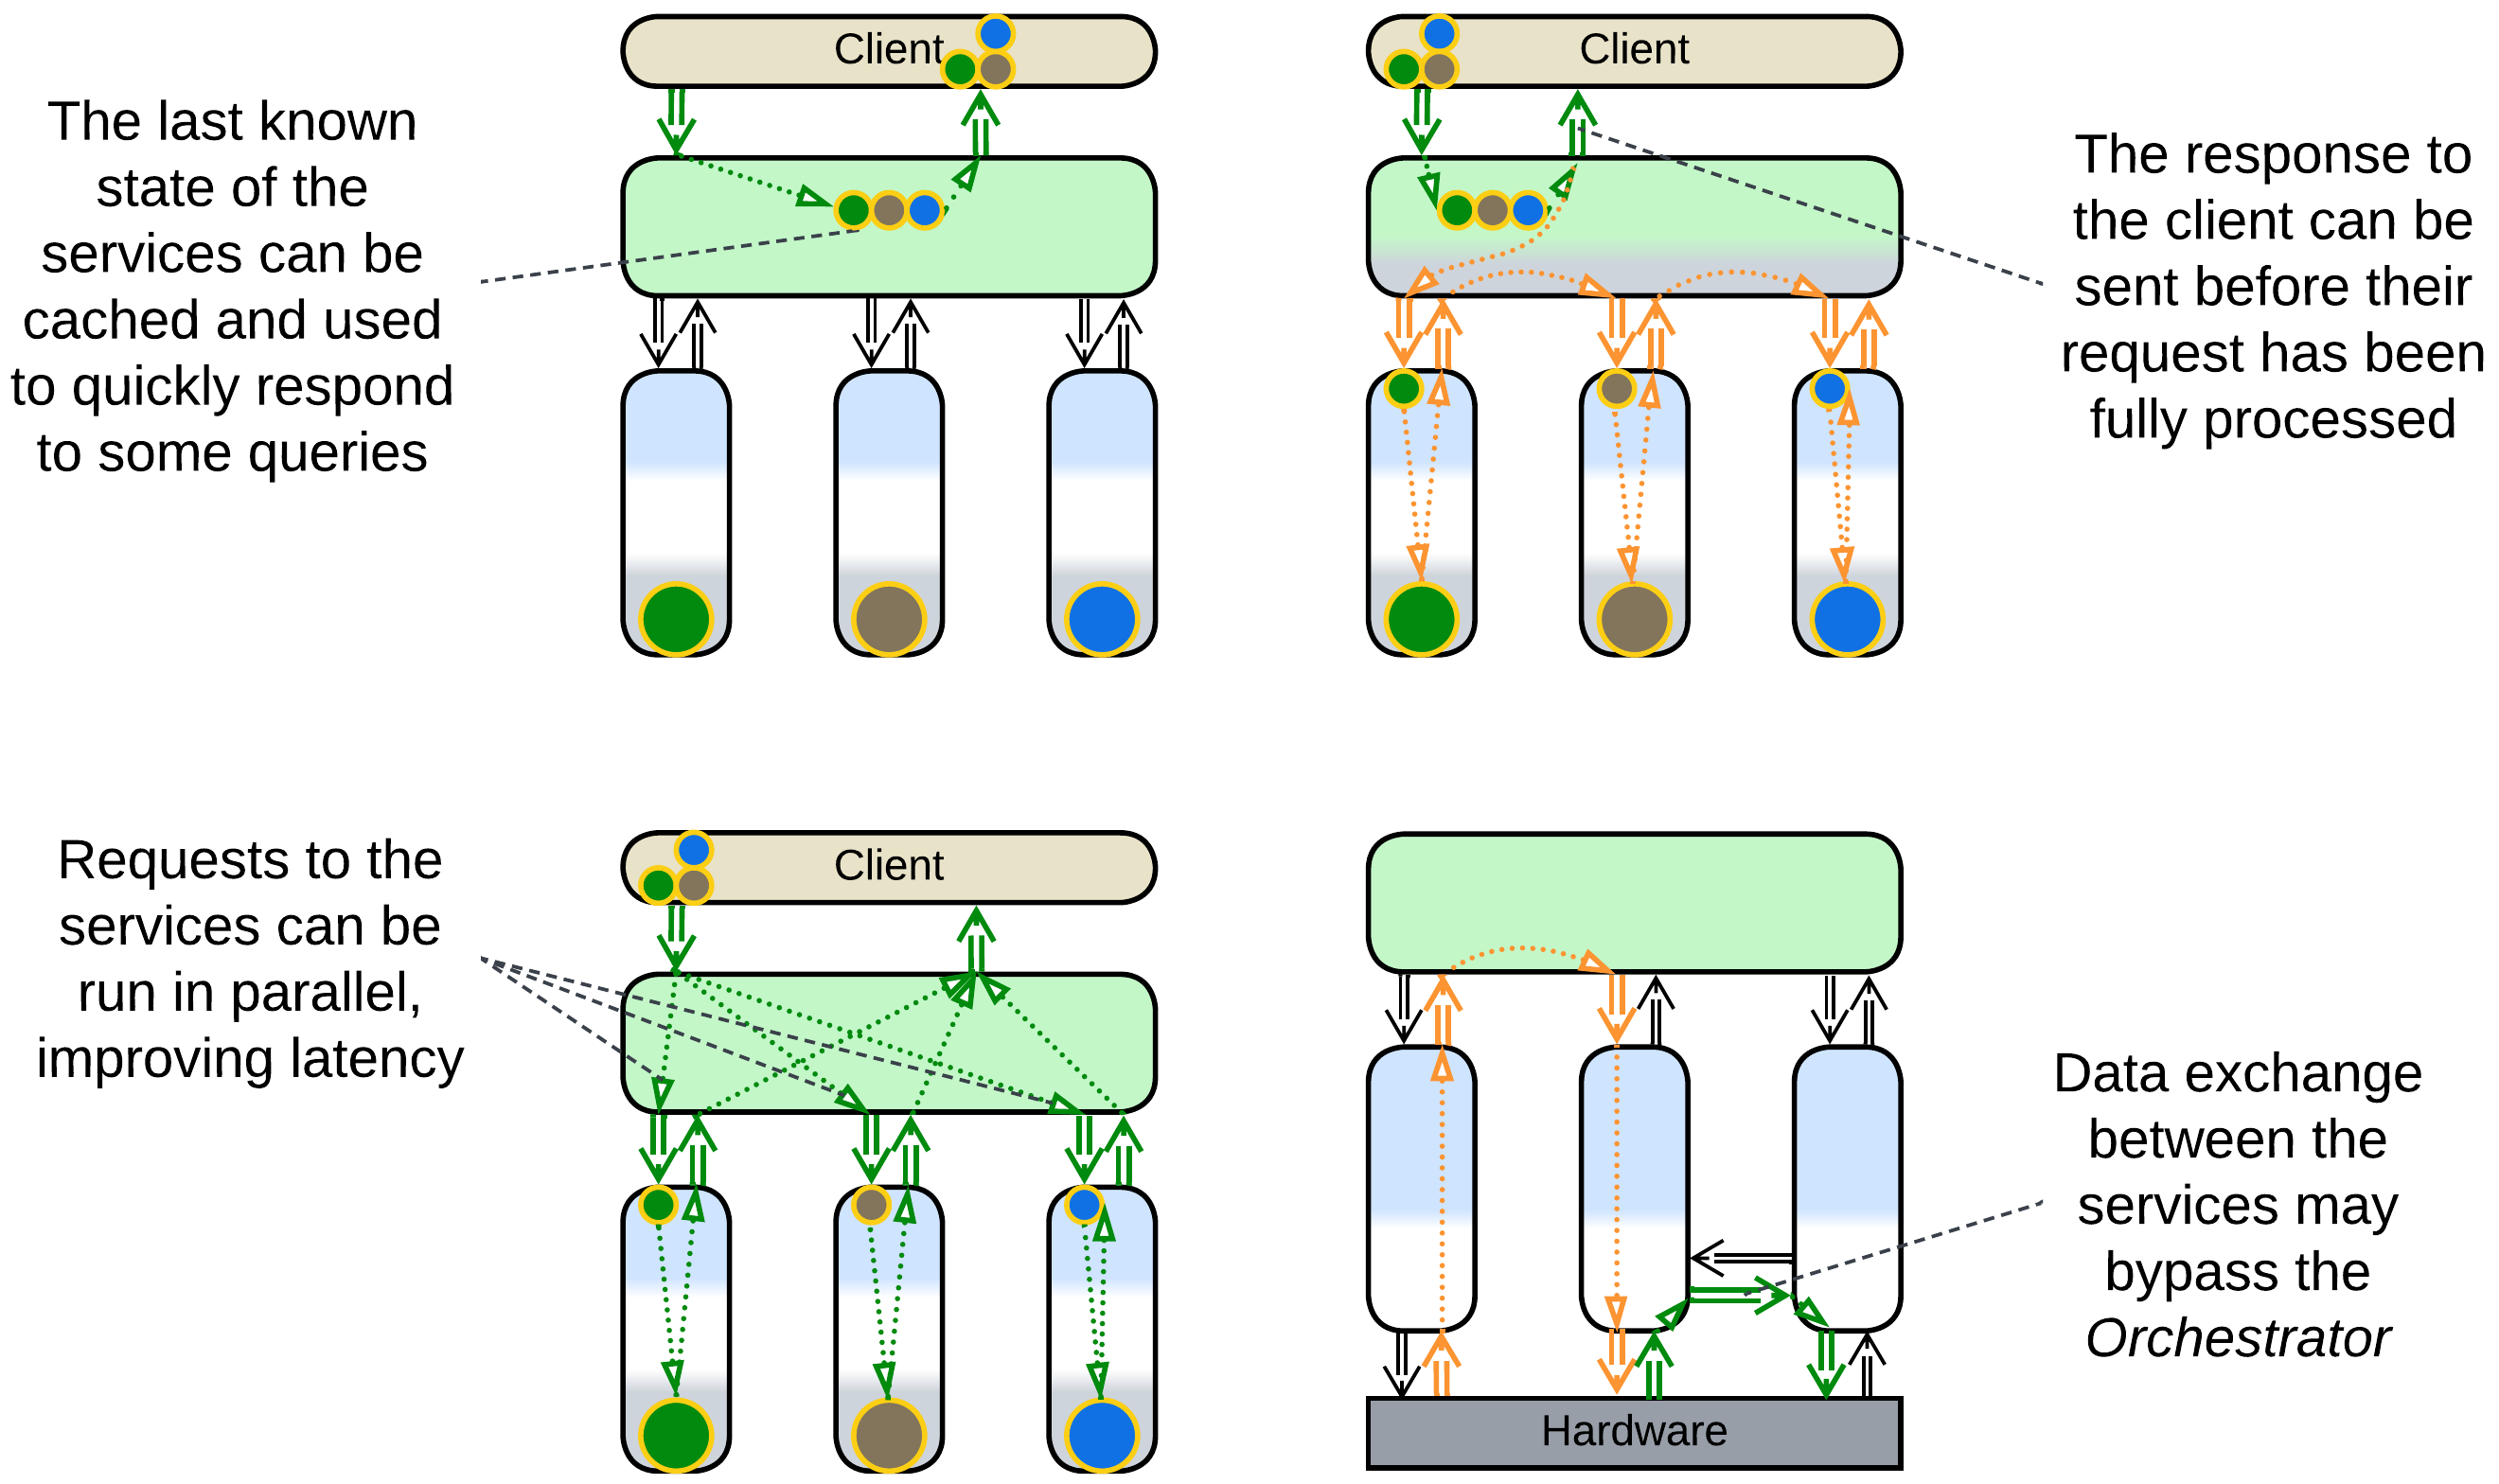 The last known
state of the
services can be
cached and used
to quickly respond
to some queries
Client
Client
The response to
the client can be
sent before their
request has been
fully processed
Requests to the
services can be
run in parallel,
improving latency
Client
Data exchange
between the
services may
bypass the
Orchestrator
Hardware